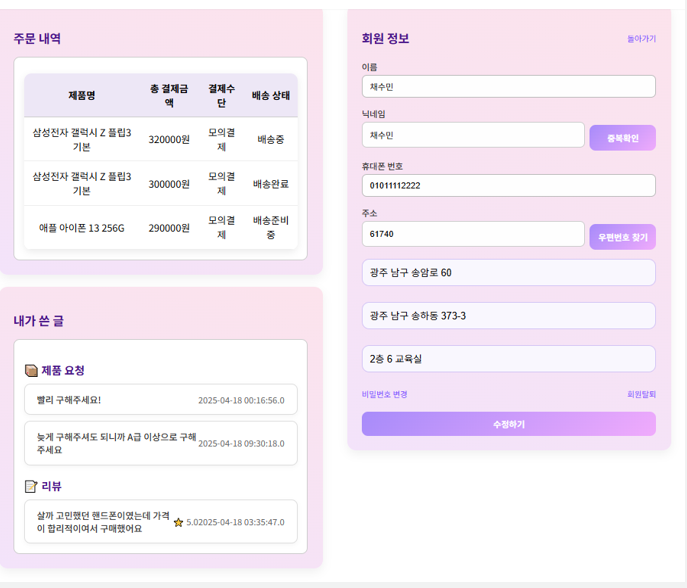 주문 내역
제품명 총 결제금액 결제수단 배송 상태
삼성전자 갤럭시 Z 플립3 기본 320000원 모의결제 배송중
삼성전자 갤럭시 Z 플립3 기본 300000원 모의결제 배송완료
애플 아이폰 13 256G 290000원 모의결제 배송준비중
내가 쓴 글
제품 요청
빨리 구해주세요! 2025-04-18 00:16:56.0
늦게 구해주셔도 되니까 A급 이상으로 구해주세요 2025-04-18 09:30:18.0
리뷰
살까 고민했던 핸드폰이였는데 가격이 합리적이여서 구매했어요 ⭐ 5.0 2025-04-18 03:35:47.0
회원 정보 돌아가기
이름
채수민
닉네임
채수민 중복확인
휴대폰 번호
01011112222
주소
61740 우편번호 찾기
광주 남구 송암로 60
광주 남구 송하동 373-3
2층 6 교육실
비밀번호 변경 회원탈퇴
수정하기